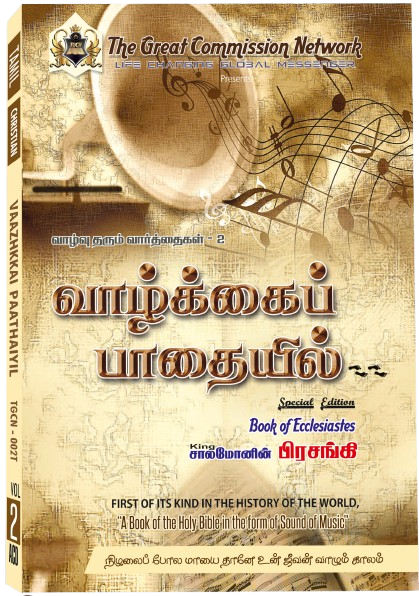 The Great Commission Network
LIFE CHANGING GLOBAL MESSENGER
Presents
வாழ்வு தரும் வார்த்தைகள் - 2
வாழ்க்கைப்
பாதையில்
Special Edition
Book of Ecclesiastes
King
சாலமோனின் பிரசங்கி
FIRST OF ITS KIND IN THE HISTORY OF THE WORLD,
"A Book of the Holy Bible in the form of Sound of Music"
நிழலைப் போல மாயை தானே உன் ஜீவன் வாழும் காலம்
TAMIL CHRISTIAN VAAZHKKAI PAATHAIYIL TGCN - 002T VOL 2 ACD